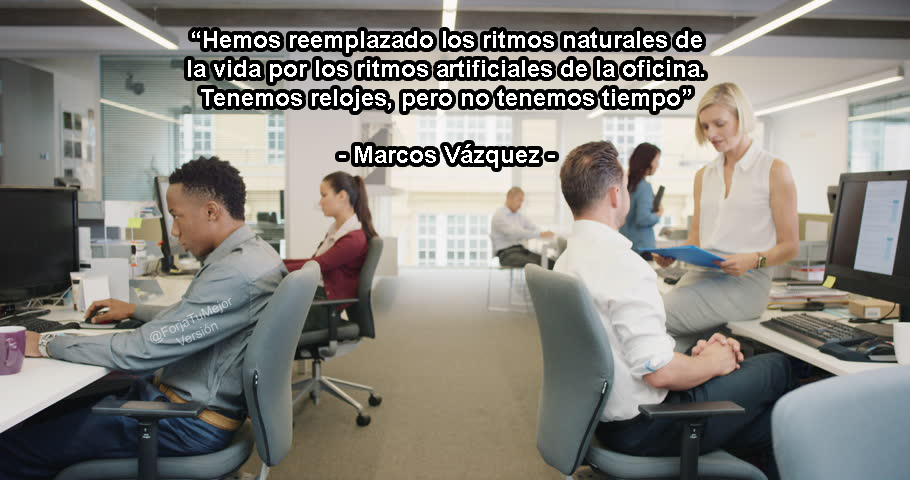 “Hemos reemplazado los ritmos naturales de
la vida por los ritmos artificiales de la oficina.
Tenemos relojes, pero no tenemos tiempo”
- Marcos Vázquez -
@ForjaTuMejor
Versión